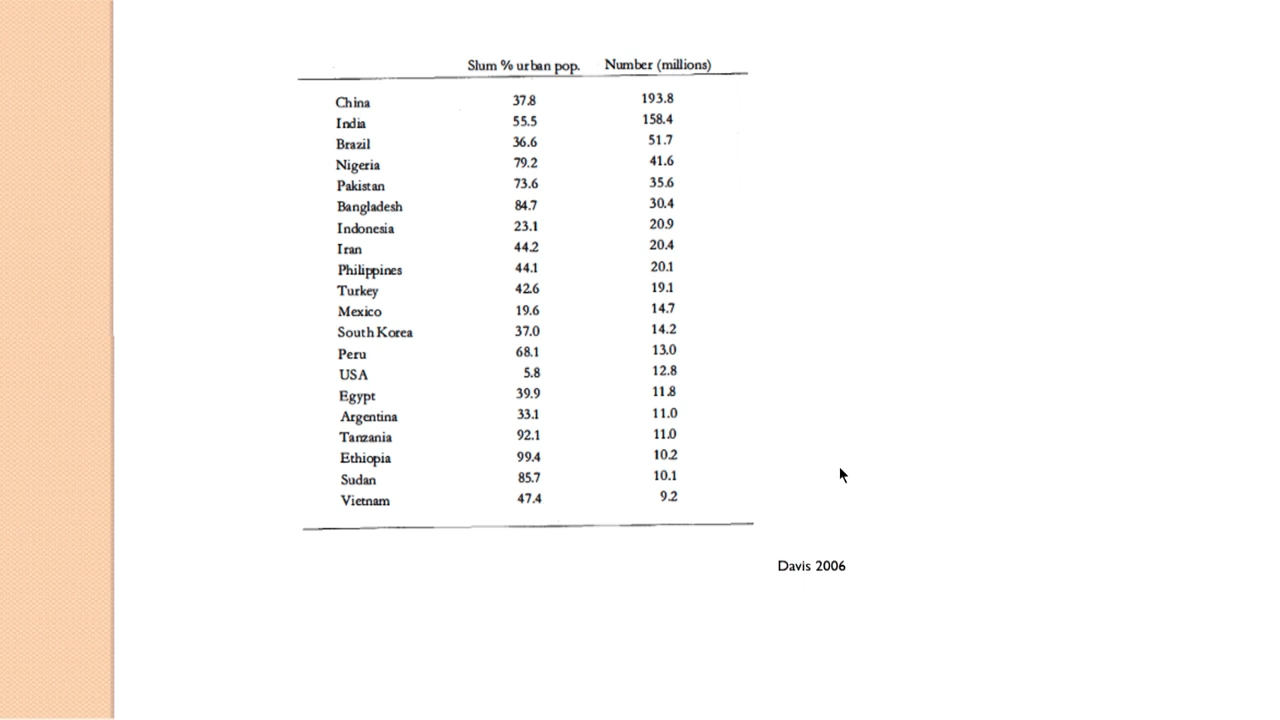 Slum % urban pop. Number (millions)
China 37.8 193.8
India 55.5 158.4
Brazil 36.6 51.7
Nigeria 79.2 41.6
Pakistan 73.6 35.6
Bangladesh 84.7 30.4
Indonesia 23.1 20.9
Iran 44.2 20.4
Philippines 44.1 20.1
Turkey 42.6 19.1
Mexico 19.6 14.7
South Korea 37.0 14.2
Peru 68.1 13.0
USA 5.8 12.8
Egypt 39.9 11.8
Argentina 33.1 11.0
Tanzania 92.1 11.0
Ethiopia 99.4 10.2
Sudan 85.7 10.1
Vietnam 47.4 9.2
Davis 2006